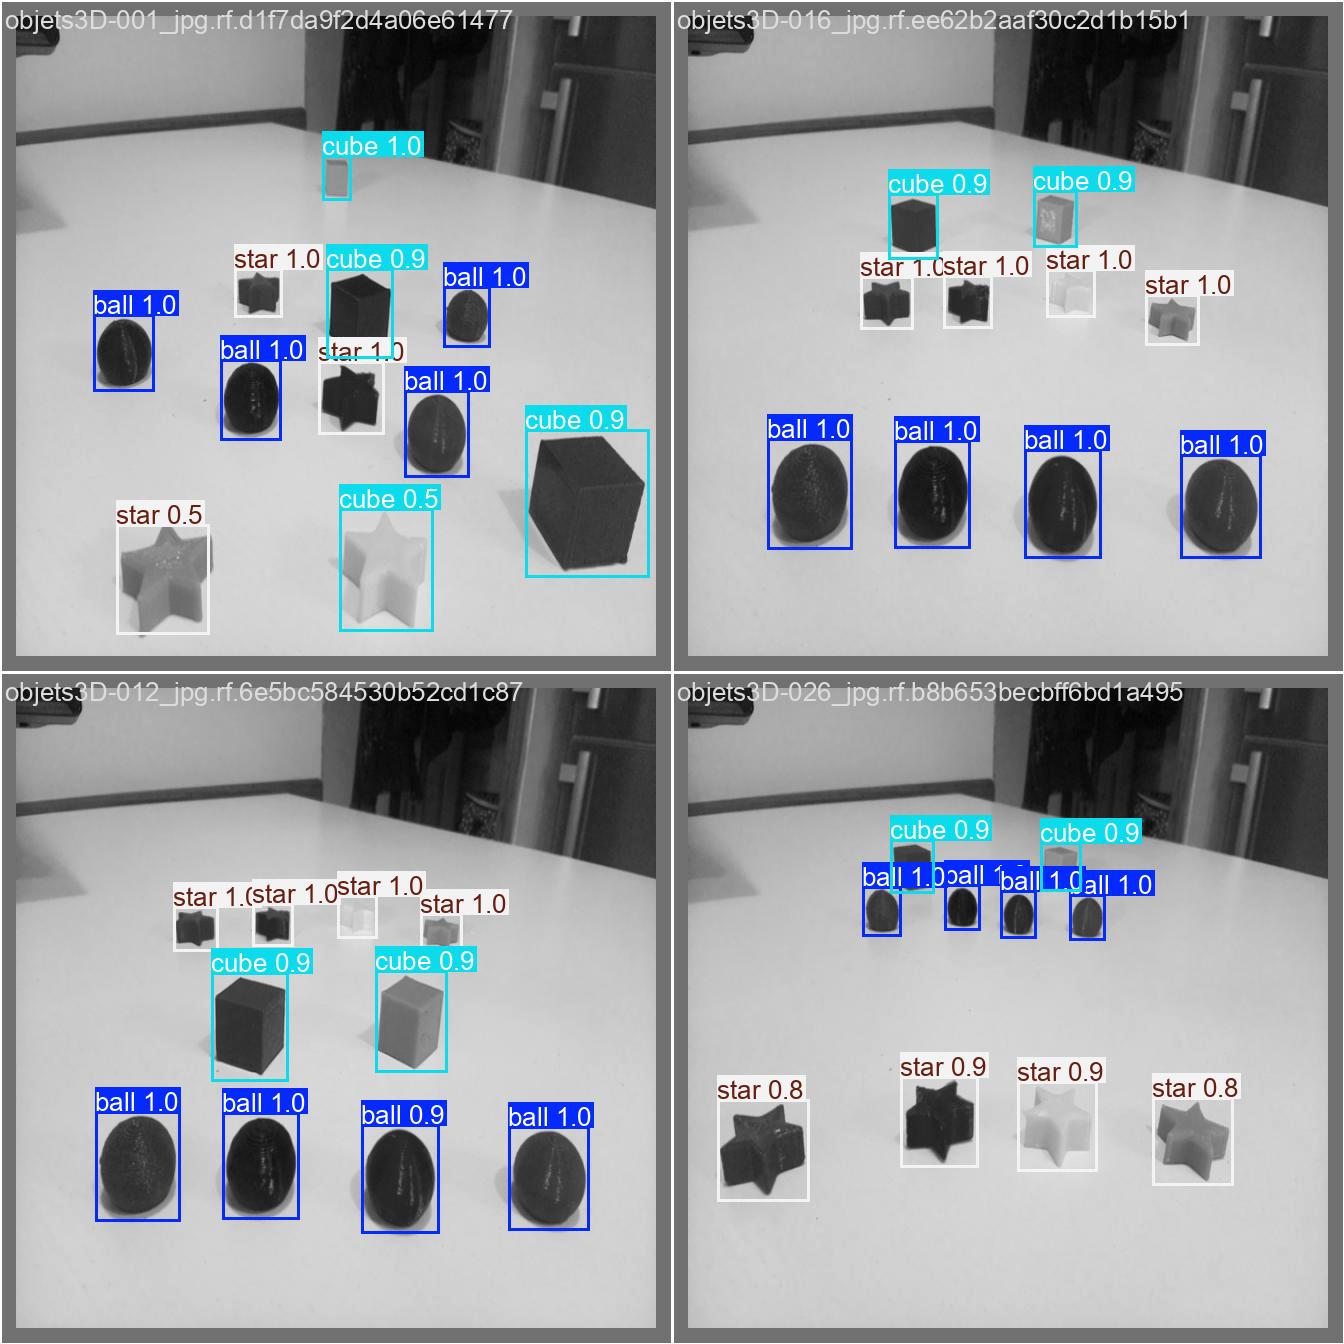 objets3D-001_jpg.rf.d1f7da9f2d4a06e61477
cube 1.0
star 1.0
cube 0.9
ball 1.0
ball 1.0
ball 1.0
star 1.0
ball 1.0
cube 0.9
star 0.5
cube 0.5
objets3D-016_jpg.rf.ee62b2aaf30c2d1b15b1
cube 0.9
cube 0.9
star 1.0
star 1.0
star 1.0
star 1.0
ball 1.0
ball 1.0
ball 1.0
ball 1.0
objets3D-012_jpg.rf.6e5bc584530b52cd1c87
star 1.0
star 1.0
star 1.0
star 1.0
cube 0.9
cube 0.9
ball 1.0
ball 1.0
ball 0.9
ball 1.0
objets3D-026_jpg.rf.b8b653becbff6bd1a495
cube 0.9
cube 0.9
ball 1.0
ball
ball 1.0
ball 1.0
star 0.8
star 0.9
star 0.9
star 0.8